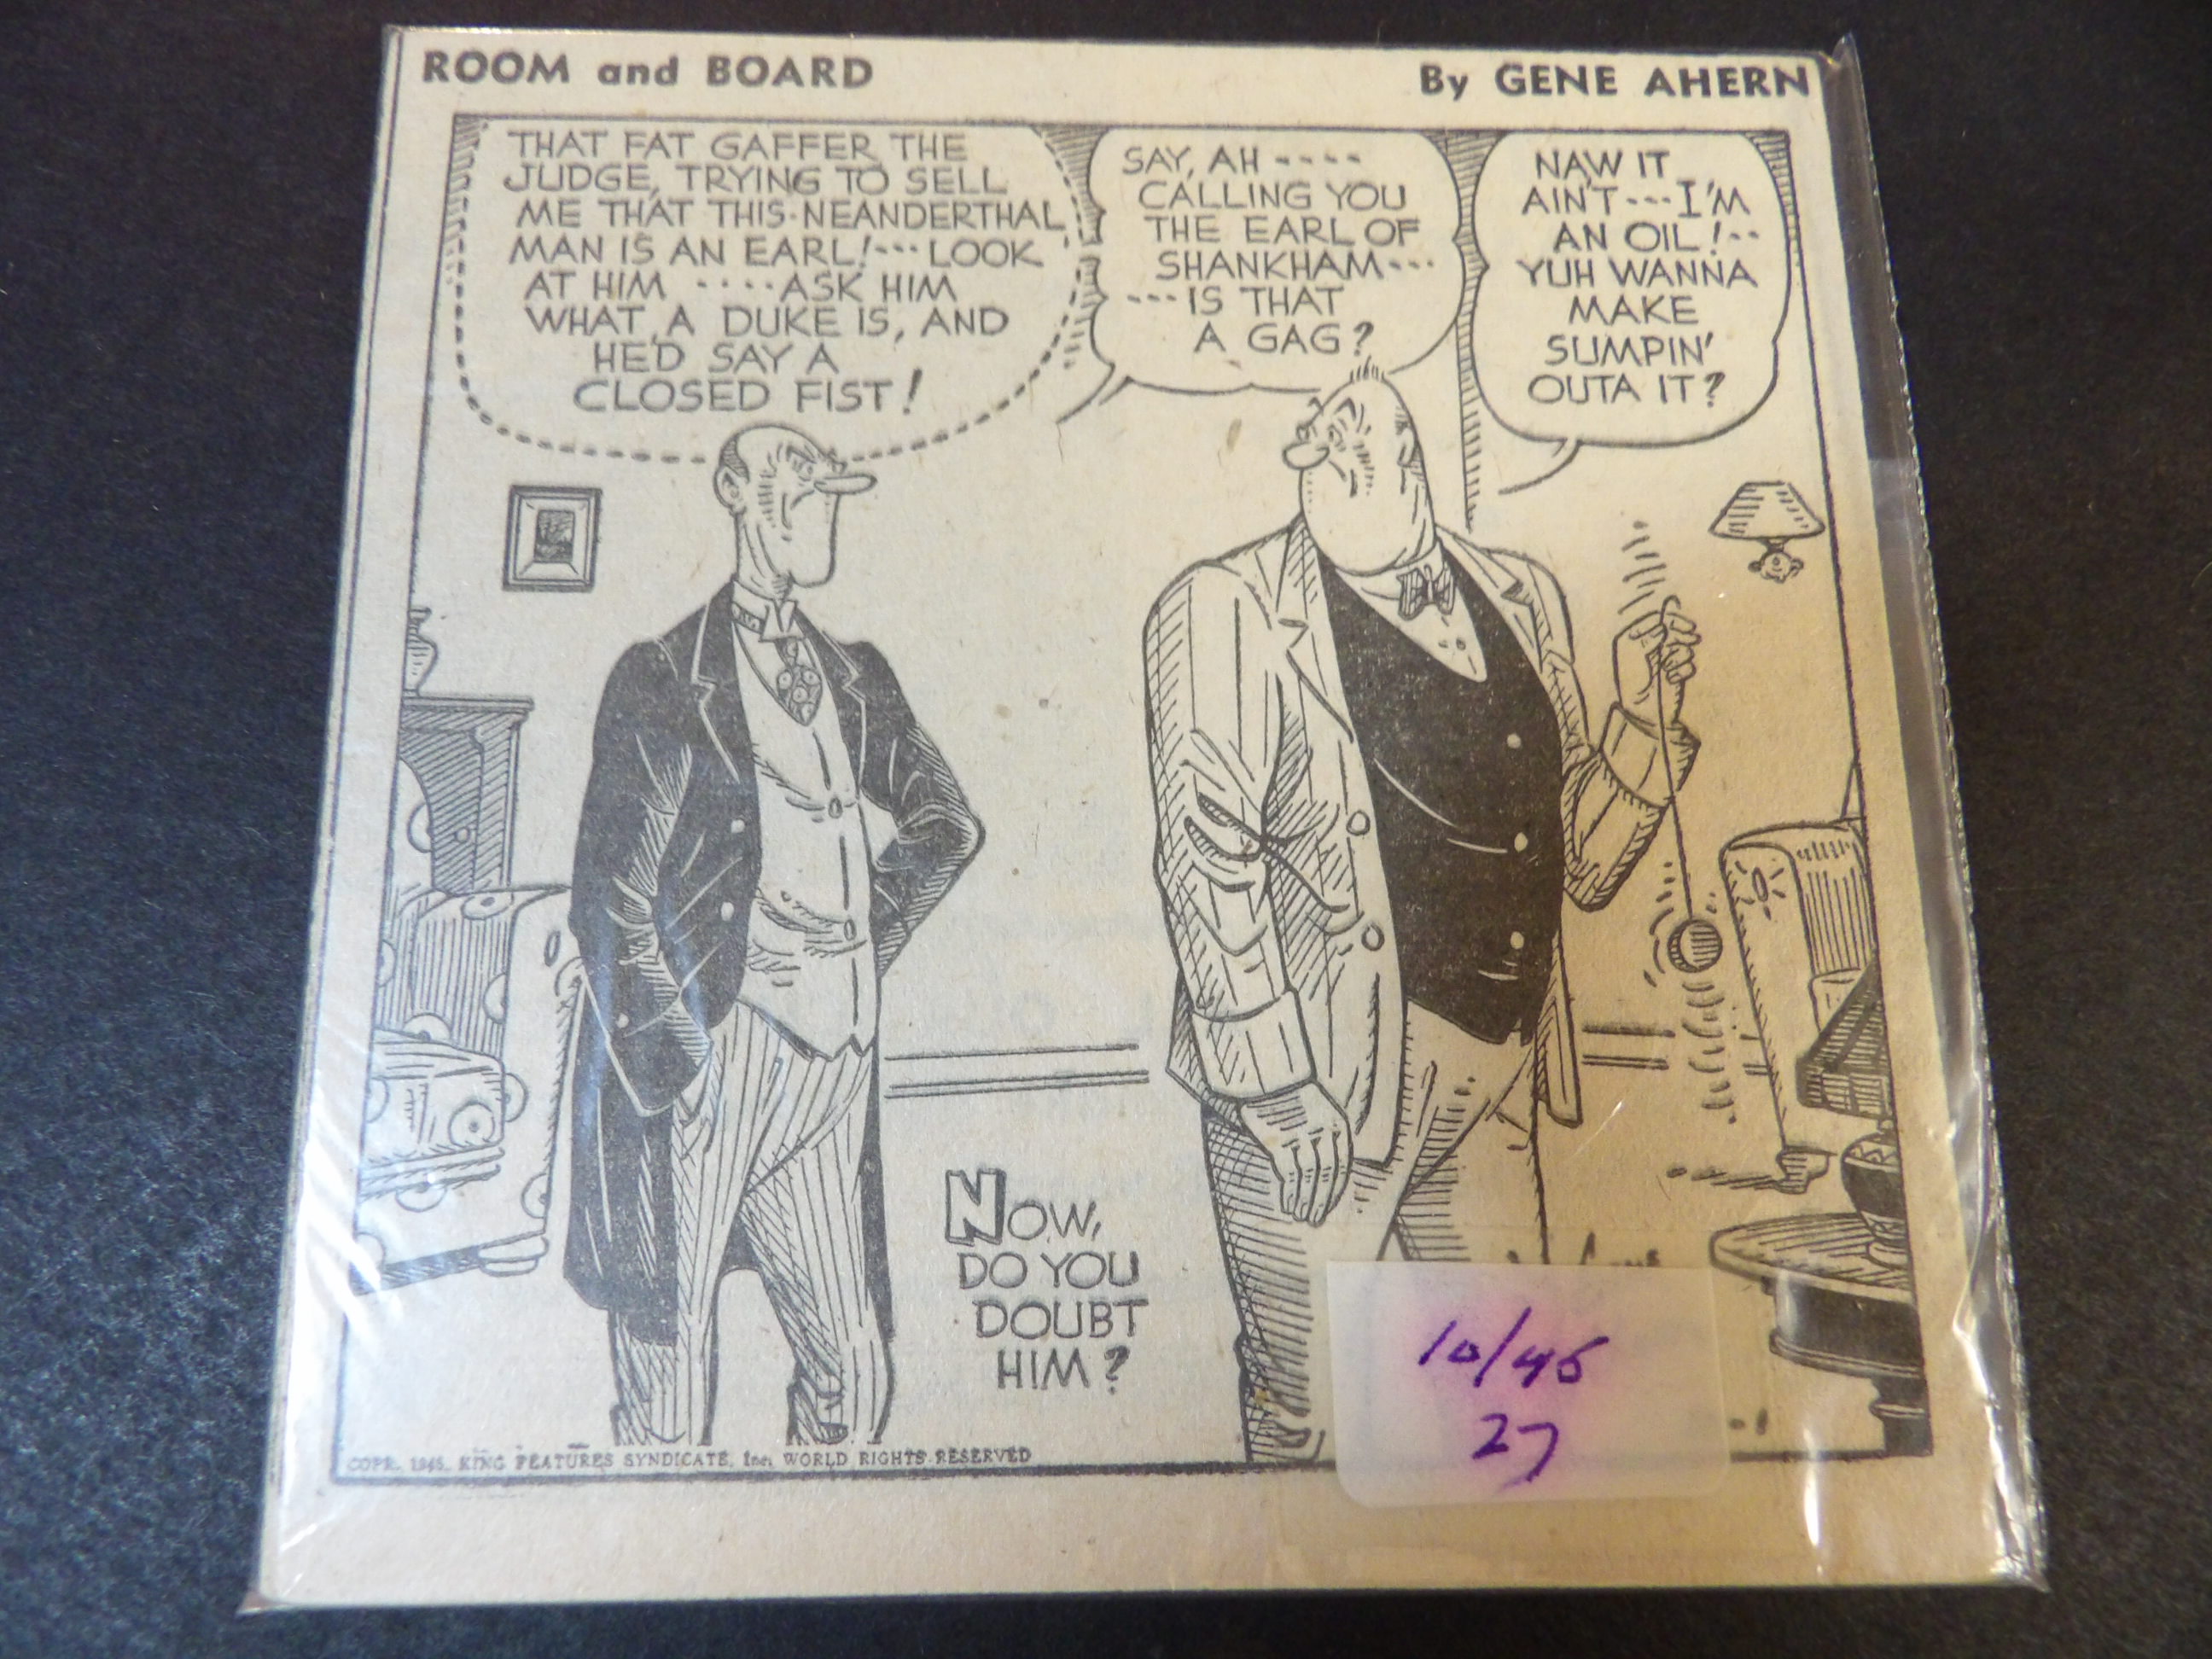 ROOM and BOARD
By GENE AHERN
THAT FAT GAFFER THE
JUDGE, TRYING TO SELL
ME THAT THIS NEANDERTHAL
MAN IS AN EARL!--- LOOK
AT HIM ----ASK HIM
WHAT A DUKE IS, AND
HE'D SAY A
CLOSED FIST!
SAY, AH ----
CALLING YOU
THE EARL OF
SHANKHAM---
---IS THAT
A GAG?
NAW IT
AIN'T---I'M
AN OIL!--
YUH WANNA
MAKE
SUMPIN'
OUTA IT?
NOW,
DO YOU
DOUBT
HIM?
10/45
27
COPR. 1945, KING FEATURES SYNDICATE, Inc. WORLD RIGHTS RESERVED